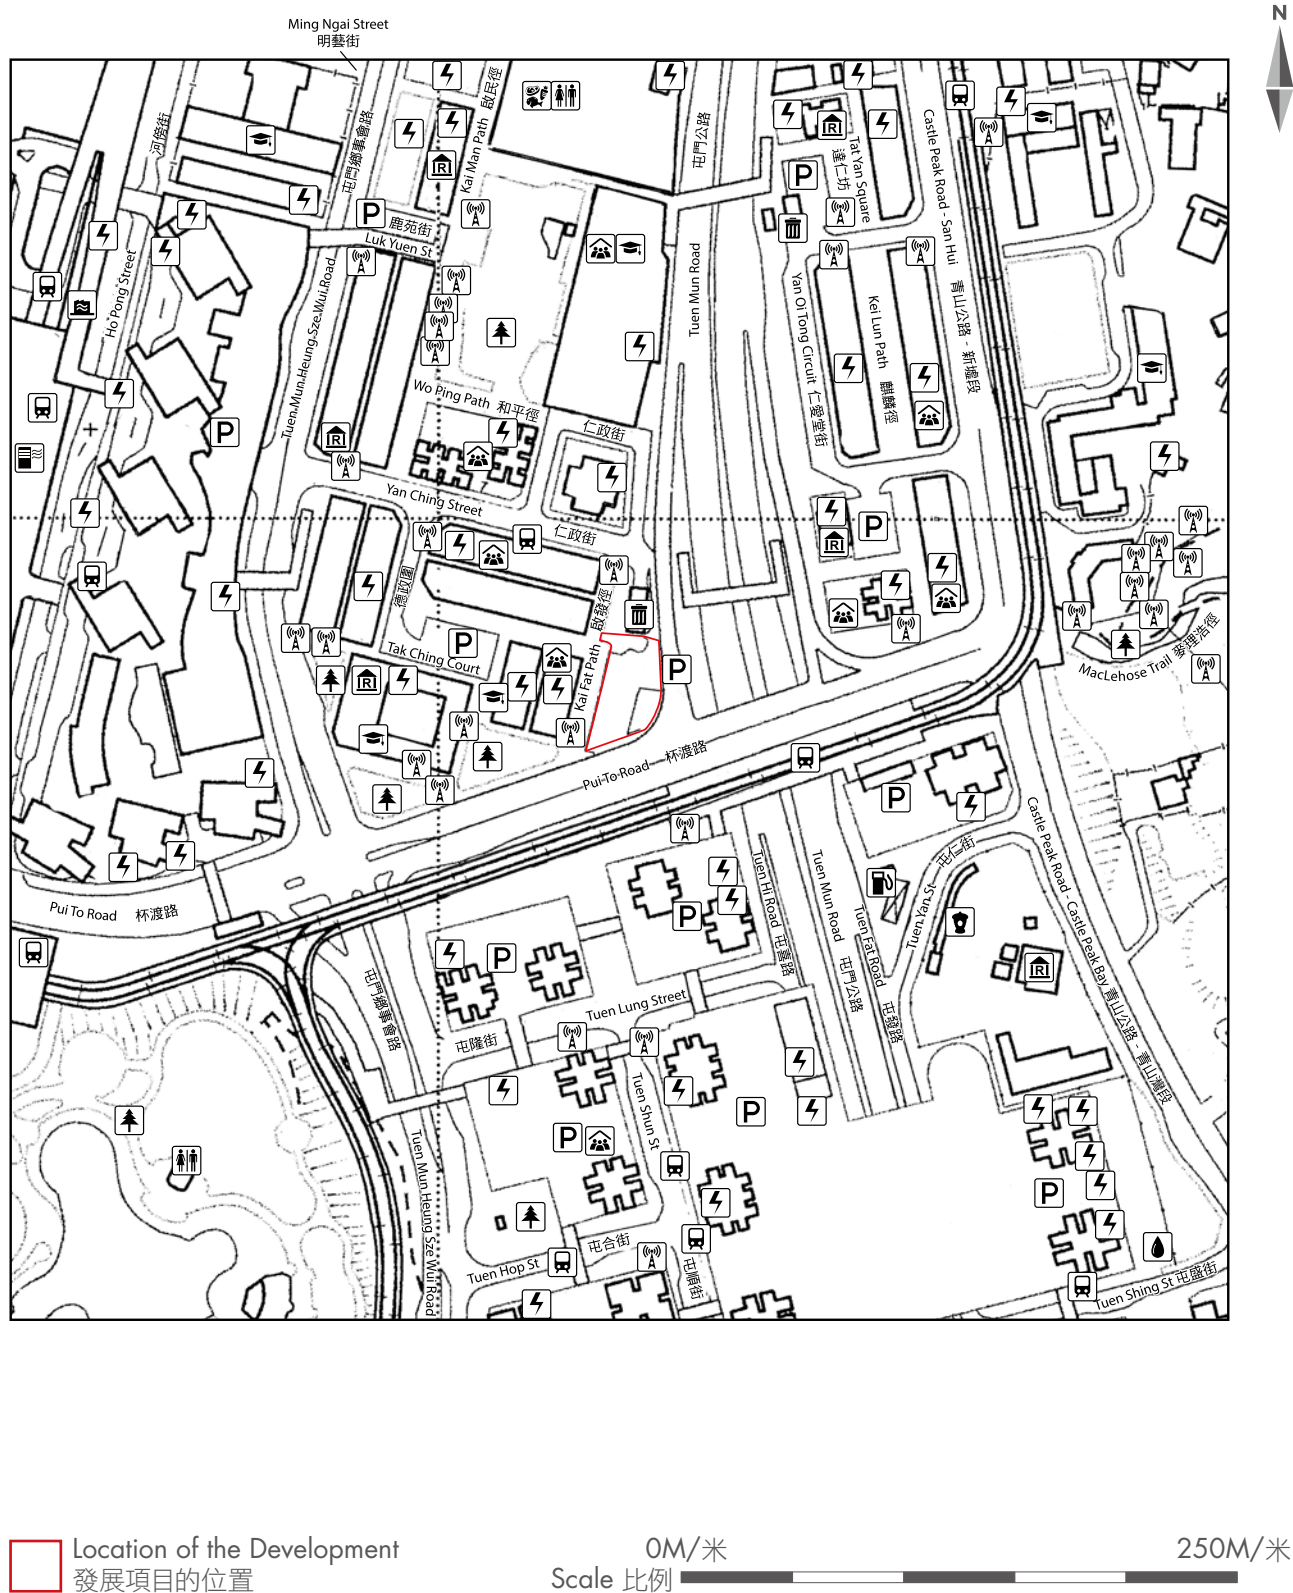 N
Ming Ngai Street
明藝街
河傍街
屯門鄉事會路
Kai Man Path 啟民徑
屯門公路
Tat Yan Square
達仁坊
Castle Peak Road - San Hui 青山公路 - 新墟段
P
P
鹿苑街
Luk Yuen St
Ho Pong Street
Tuen Mun Heung Sze Wui Road
Tuen Mun Road
Yan Oi Tong Circuit 仁愛堂街
Kei Lun Path 麒麟徑
Wo Ping Path 和平徑
仁政街
P
Yan Ching Street
仁政街
P
德政圍
啟發徑
Kai Fat Path
P
Tak Ching Court
P
MacLehose Trail 麥理浩徑
Pui To Road 杯渡路
P
Castle Peak Road - Castle Peak Bay 青山公路 - 青山灣段
Pui To Road 杯渡路
Tuen Hi Road 屯喜路
Tuen Mun Road 屯門公路
Tuen Fat Road 屯發路
Tuen Yan St 屯仁街
P
P
屯門鄉事會路
Tuen Lung Street
屯隆街
Tuen Shun St
屯順街
P
P
P
Tuen Mun Heung Sze Wui Road
Tuen Hop St
屯合街
Tuen Shing St 屯盛街
Location of the Development
發展項目的位置
0M/米
250M/米
Scale 比例